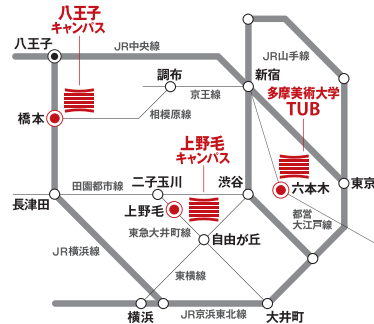 八王子
キャンパス
八王子
JR中央線
JR山手線
調布
新宿
京王線
多摩美術大学
TUB
橋本
相模原線
上野毛
キャンパス
二子玉川
渋谷
田園都市線
六本木
東京
長津田
上野毛
都営
大江戸線
東急大井町線
自由が丘
JR横浜線
東横線
JR京浜東北線
横浜
大井町